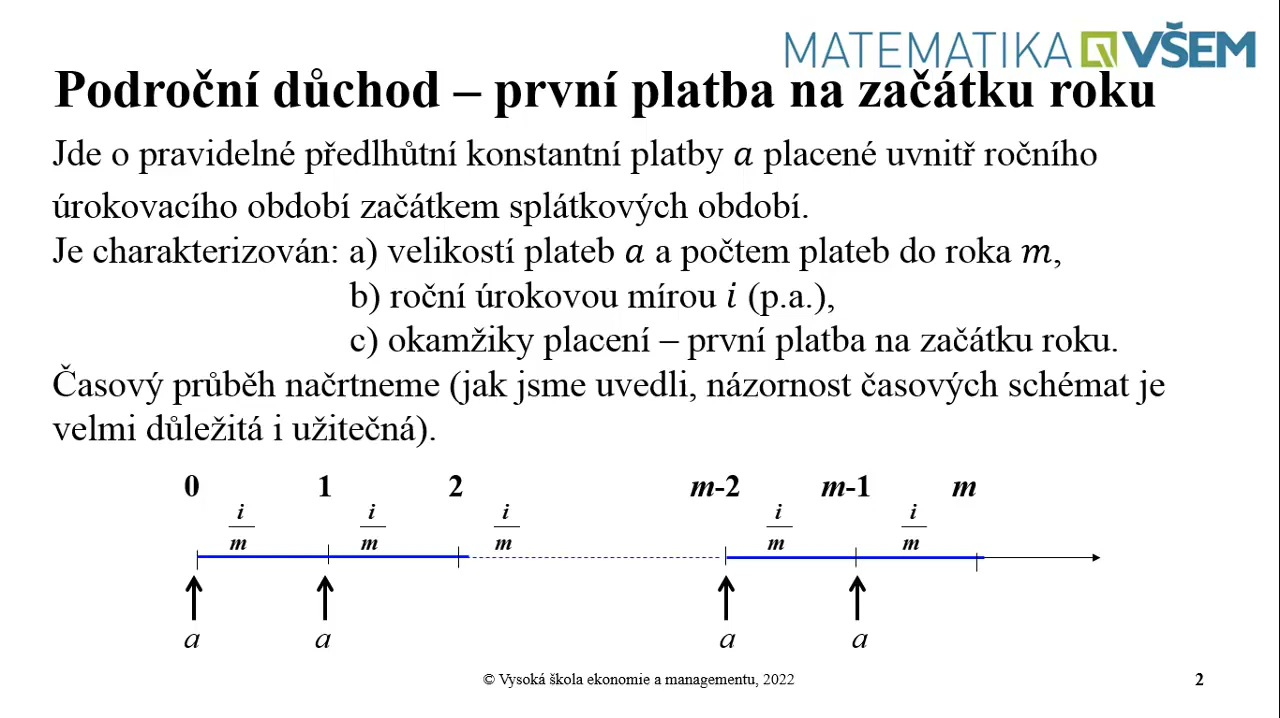 MATEMATIKA VŠEM
Područní důchod – první platba na začátku roku
Jde o pravidelné předlhůtní konstantní platby a placené uvnitř ročního
úrokovacího období začátkem splátkových období.
Je charakterizován: a) velikostí plateb a a počtem plateb do roka m,
b) roční úrokovou mírou i (p.a.),
c) okamžiky placení – první platba na začátku roku.
Časový průběh načrtneme (jak jsme uvedli, názornost časových schémat je
velmi důležitá i užitečná).
0 1 2 m-2 m-1 m
i i i i i
m m m m m
a a a a
© Vysoká škola ekonomie a managementu, 2022
2